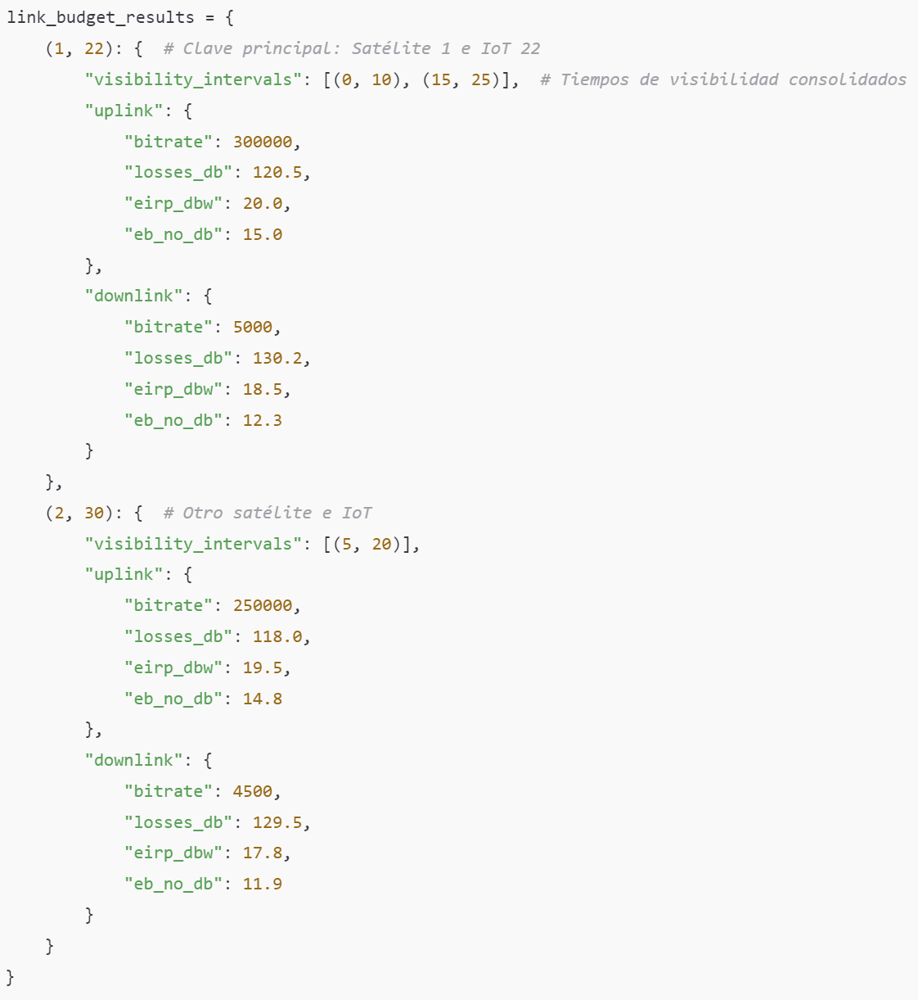 link_budget_results = {
    (1, 22): {  # Clave principal: Satélite 1 e IoT 22
        "visibility_intervals": [(0, 10), (15, 25)],  # Tiempos de visibilidad consolidados
        "uplink": {
            "bitrate": 300000,
            "losses_db": 120.5,
            "eirp_dbw": 20.0,
            "eb_no_db": 15.0
        },
        "downlink": {
            "bitrate": 5000,
            "losses_db": 130.2,
            "eirp_dbw": 18.5,
            "eb_no_db": 12.3
        }
    },
    (2, 30): {  # Otro satélite e IoT
        "visibility_intervals": [(5, 20)],
        "uplink": {
            "bitrate": 250000,
            "losses_db": 118.0,
            "eirp_dbw": 19.5,
            "eb_no_db": 14.8
        },
        "downlink": {
            "bitrate": 4500,
            "losses_db": 129.5,
            "eirp_dbw": 17.8,
            "eb_no_db": 11.9
        }
    }
}